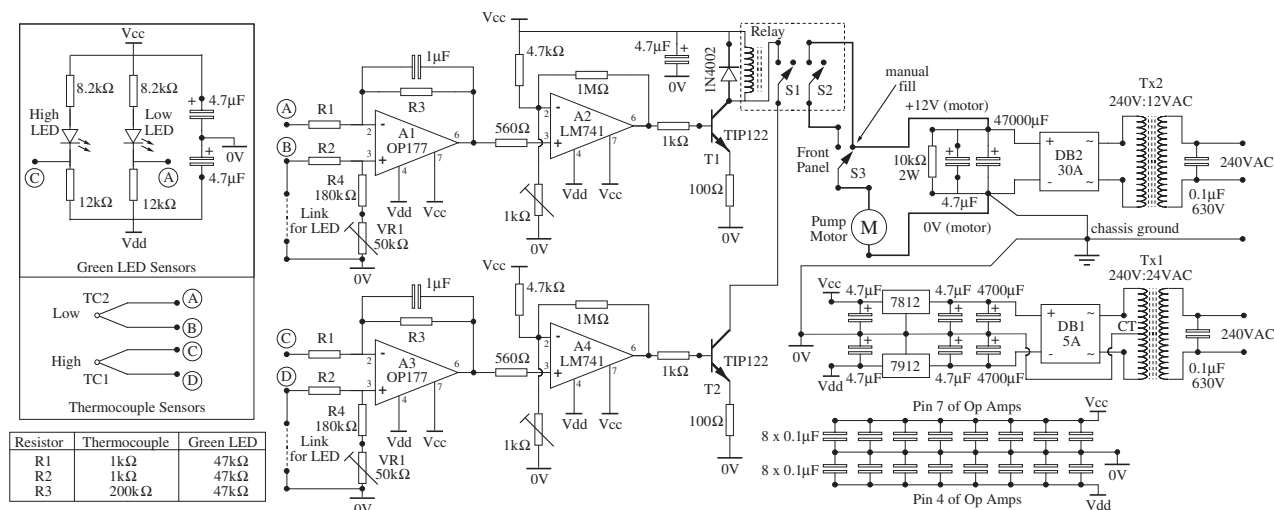 Vcc
8.2kΩ
8.2kΩ
High
LED
Low
LED
+
4.7µF
0V
+
4.7µF
C
A
12kΩ
12kΩ
Vdd
Green LED Sensors
TC2
Low
A
B
High
TC1
C
D
Thermocouple Sensors
Resistor Thermocouple Green LED
R1 1kΩ 47kΩ
R2 1kΩ 47kΩ
R3 200kΩ 47kΩ
1µF
R3
A
R1
B
R2
-
2
+
3
A1
OP177
6
4
7
R4
180kΩ
Link
for LED
VR1
50kΩ
0V
Vdd
Vcc
560Ω
Vcc
4.7kΩ
1MΩ
-
2
+
3
A2
LM741
6
4
7
1kΩ
0V
Vdd
Vcc
1kΩ
4.7µF
+
0V
1N4002
TIP122
T1
100Ω
0V
Relay
S1
S2
manual
fill
+12V (motor)
Front
Panel
S3
Pump
Motor
M
10kΩ
2W
+
+
4.7µF
47000µF
0V (motor)
+ ~
DB2
30A
- ~
Tx2
240V:12VAC
240VAC
0.1µF
630V
chassis ground
1µF
R3
C
R1
D
R2
-
2
+
3
A3
OP177
6
4
7
R4
180kΩ
Link
for LED
VR1
50kΩ
0V
Vdd
Vcc
560Ω
Vcc
4.7kΩ
1MΩ
-
2
+
3
A4
LM741
6
4
7
1kΩ
0V
Vdd
Vcc
1kΩ
TIP122
T2
100Ω
0V
Tx1
240V:24VAC
Vcc
4.7µF
7812
4.7µF
4700µF
+
+
+
0V
+
+
+
Vdd
4.7µF
7912
4.7µF
4700µF
+ ~
DB1
5A
- ~
CT
240VAC
0.1µF
630V
Pin 7 of Op Amps
Vcc
8 x 0.1µF
8 x 0.1µF
0V
Pin 4 of Op Amps
Vdd